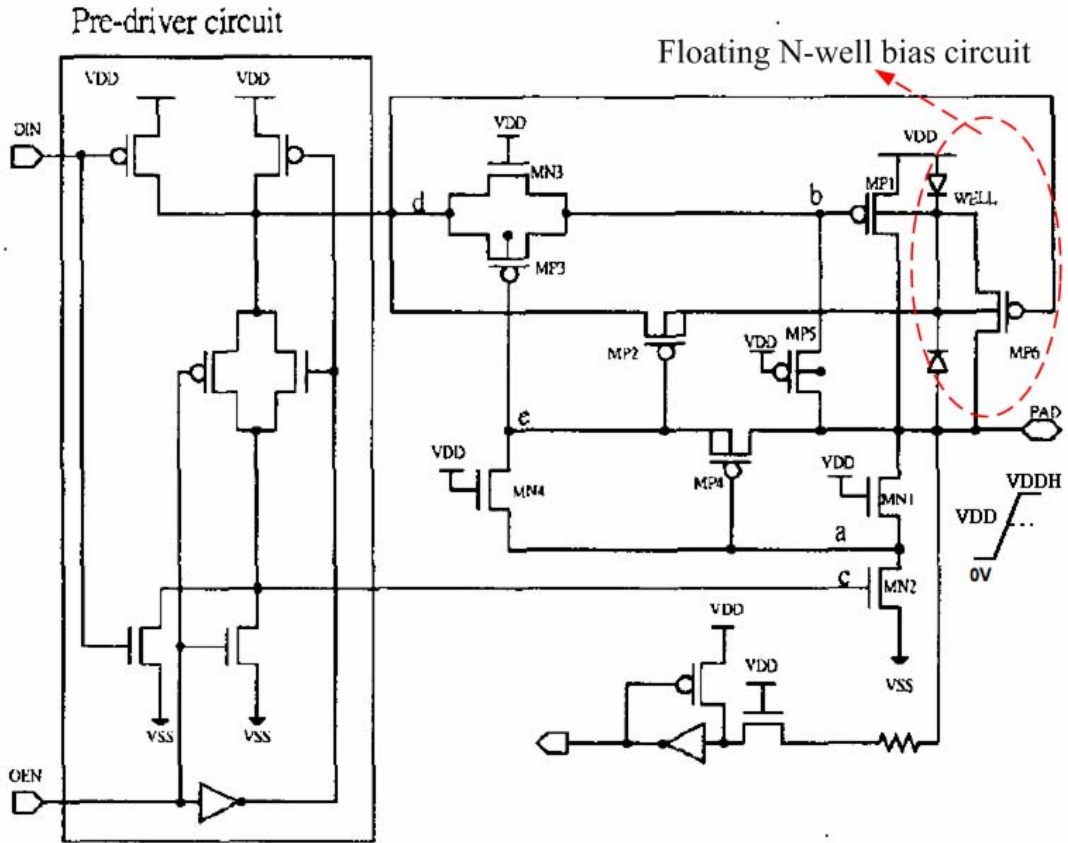 Pre-driver circuit
Floating N-well bias circuit
VDD
VDD
DIN
VDD
MN3
d
MP3
b
VDD
MP1
WELL
MP2
VDD
MP5
MP6
e
PAD
VDD
MN4
MP4
VDD
MN1
a
VDDH
VDD
0V
c
MN2
VSS
VSS
VSS
VDD
VDD
OEN